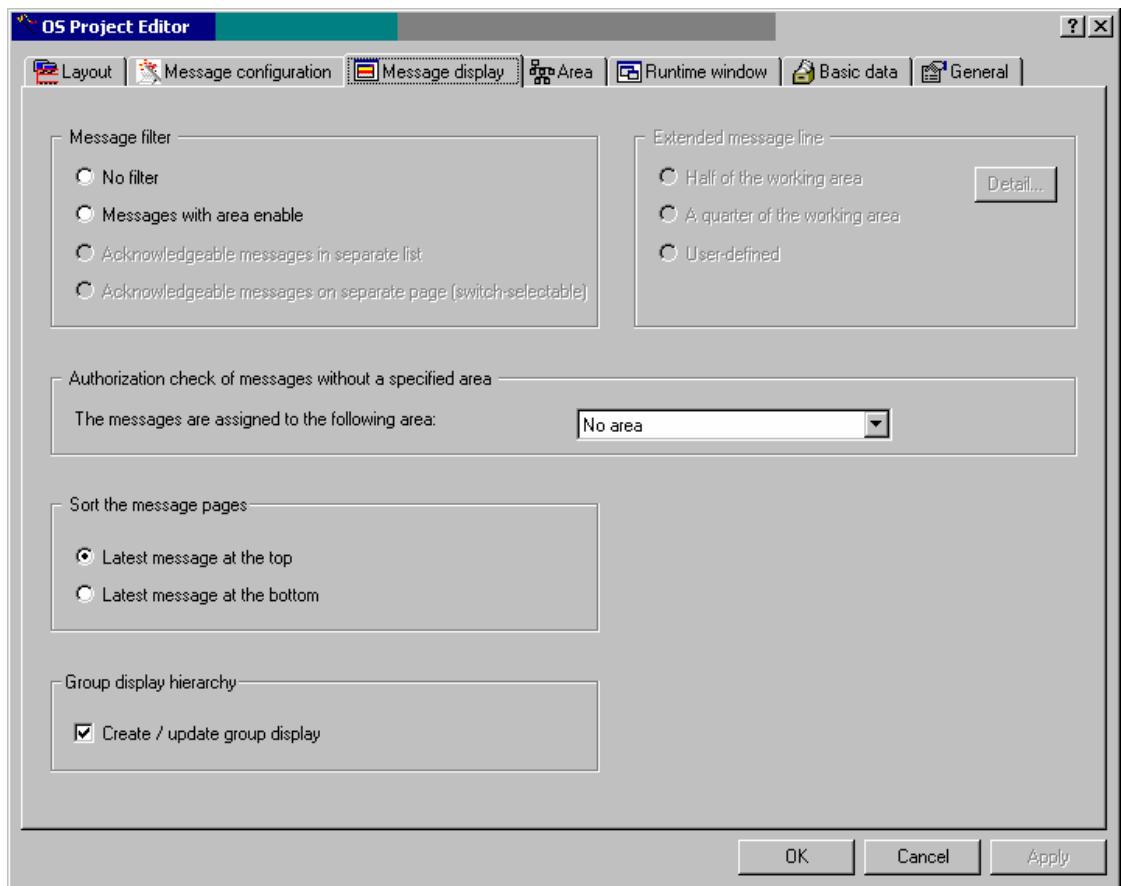 OS Project Editor
Layout
Message configuration
Message display
Area
Runtime window
Basic data
General
Message filter
No filter
Messages with area enable
Acknowledgeable messages in separate list
Acknowledgeable messages on separate page (switch-selectable)
Extended message line
Half of the working area
Detail...
A quarter of the working area
User-defined
Authorization check of messages without a specified area
The messages are assigned to the following area:
No area
Sort the message pages
Latest message at the top
Latest message at the bottom
Group display hierarchy
Create / update group display
OK
Cancel
Apply